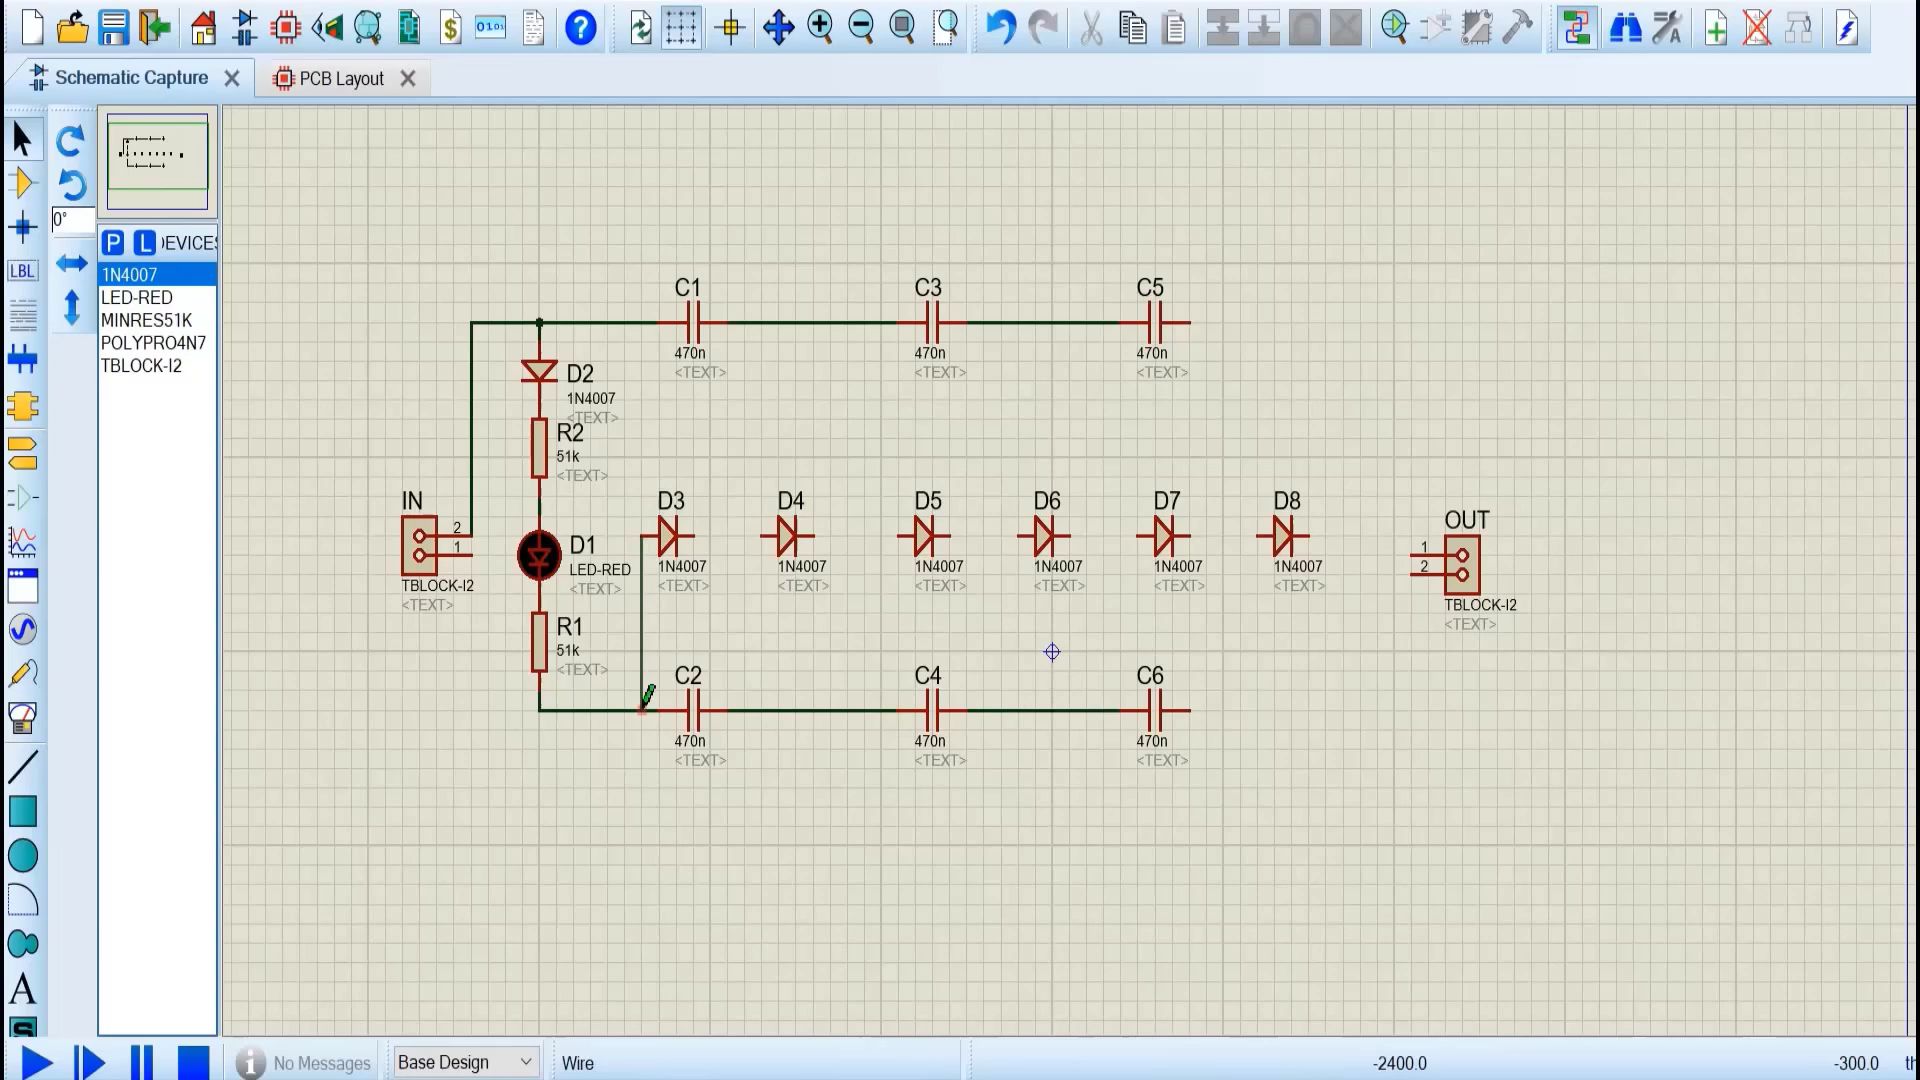 Schematic Capture
PCB Layout
0°
P L DEVICES
1N4007
LED-RED
MINRES51K
POLYPRO4N7
TBLOCK-I2
LBL
A
S
C1
470n
<TEXT>
C3
470n
<TEXT>
C5
470n
<TEXT>
D2
1N4007
<TEXT>
R2
51k
<TEXT>
IN
2
1
TBLOCK-I2
<TEXT>
D1
LED-RED
<TEXT>
D3
1N4007
<TEXT>
D4
1N4007
<TEXT>
D5
1N4007
<TEXT>
D6
1N4007
<TEXT>
D7
1N4007
<TEXT>
D8
1N4007
<TEXT>
OUT
1
2
TBLOCK-I2
<TEXT>
R1
51k
<TEXT>
C2
470n
<TEXT>
C4
470n
<TEXT>
C6
470n
<TEXT>
No Messages
Base Design
Wire
-2400.0
-300.0
th